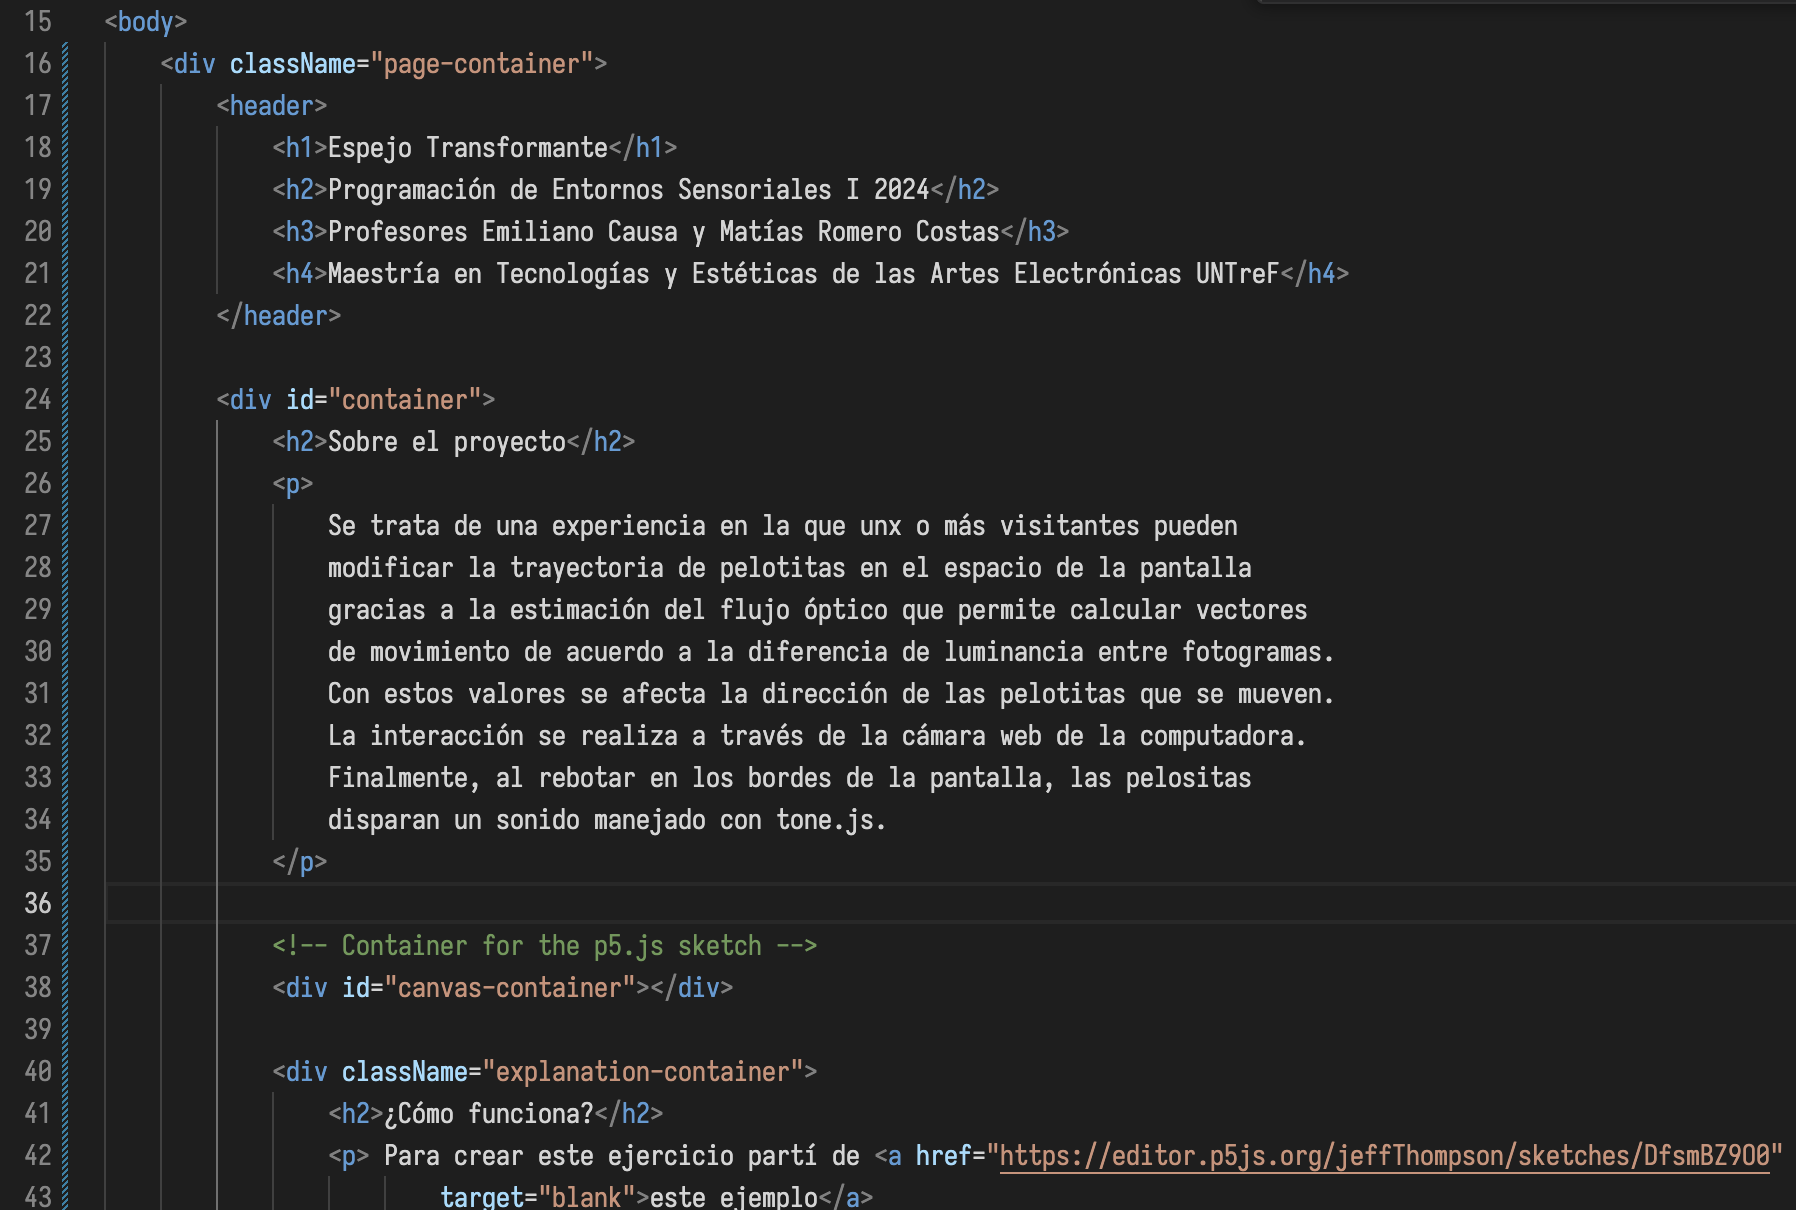 15 <body>
16 <div className="page-container">
17 <header>
18 <h1>Espejo Transformante</h1>
19 <h2>Programación de Entornos Sensoriales I 2024</h2>
20 <h3>Profesores Emiliano Causa y Matías Romero Costas</h3>
21 <h4>Maestría en Tecnologías y Estéticas de las Artes Electrónicas UNTreF</h4>
22 </header>
23
24 <div id="container">
25 <h2>Sobre el proyecto</h2>
26 <p>
27 Se trata de una experiencia en la que unx o más visitantes pueden
28 modificar la trayectoria de pelotitas en el espacio de la pantalla
29 gracias a la estimación del flujo óptico que permite calcular vectores
30 de movimiento de acuerdo a la diferencia de luminancia entre fotogramas.
31 Con estos valores se afecta la dirección de las pelotitas que se mueven.
32 La interacción se realiza a través de la cámara web de la computadora.
33 Finalmente, al rebotar en los bordes de la pantalla, las pelositas
34 disparan un sonido manejado con tone.js.
35 </p>
36
37 <!-- Container for the p5.js sketch -->
38 <div id="canvas-container"></div>
39
40 <div className="explanation-container">
41 <h2>¿Cómo funciona?</h2>
42 <p> Para crear este ejercicio partí de <a href="https://editor.p5js.org/jeffThompson/sketches/DfsmBZ9O0"
43 target="blank">este ejemplo</a>